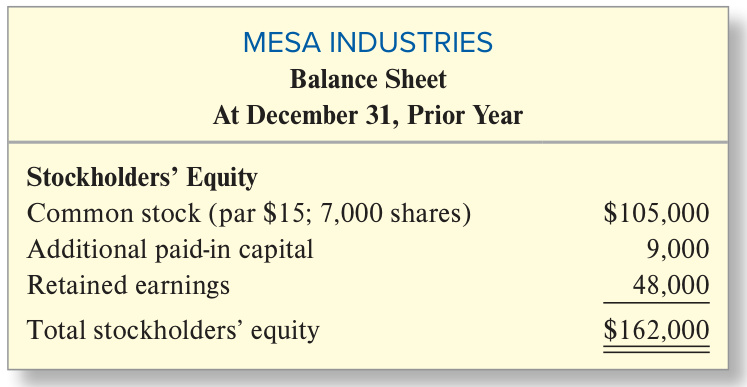 MESA INDUSTRIES
Balance Sheet
At December 31, Prior Year
Stockholders’ Equity
Common stock (par $15; 7,000 shares) $105,000
Additional paid-in capital 9,000
Retained earnings 48,000
Total stockholders’ equity $162,000